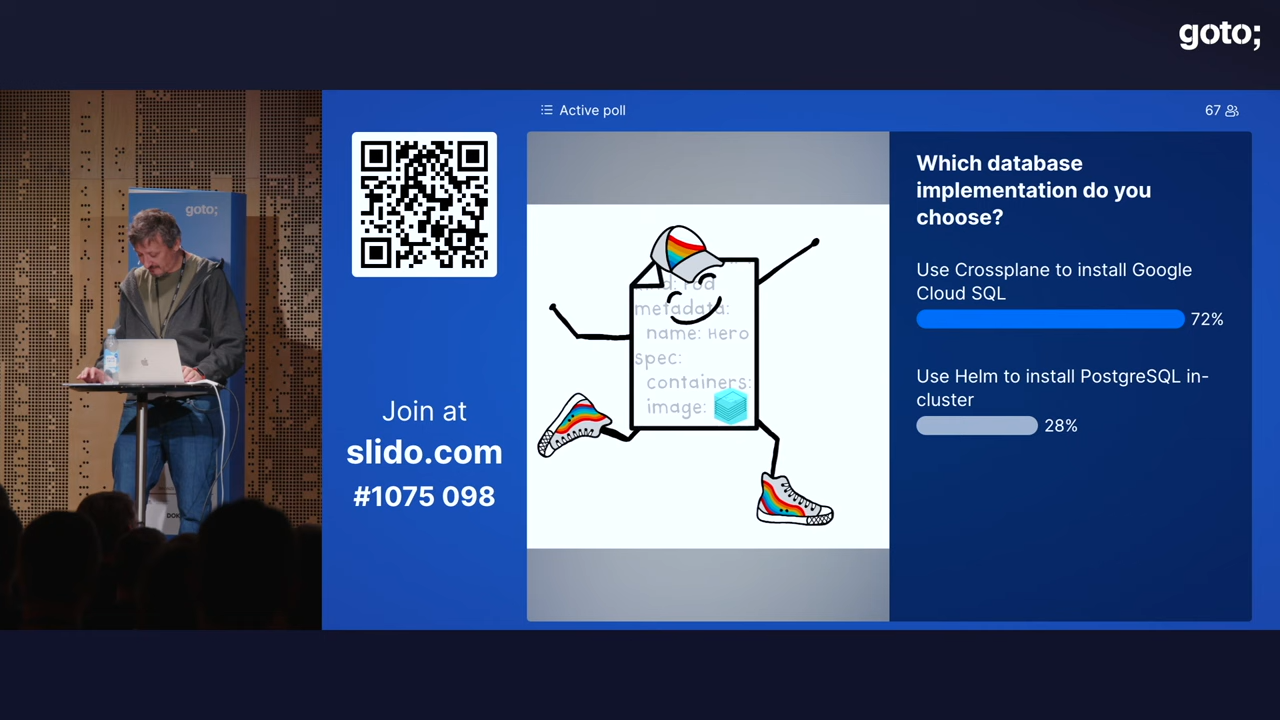 goto;
goto;
Join at
slido.com
#1075 098
Active poll
67
kind: Pod
metadata:
name: Hero
spec:
containers:
image:
Which database
implementation do you
choose?
Use Crossplane to install Google
Cloud SQL
72%
Use Helm to install PostgreSQL in-
cluster
28%